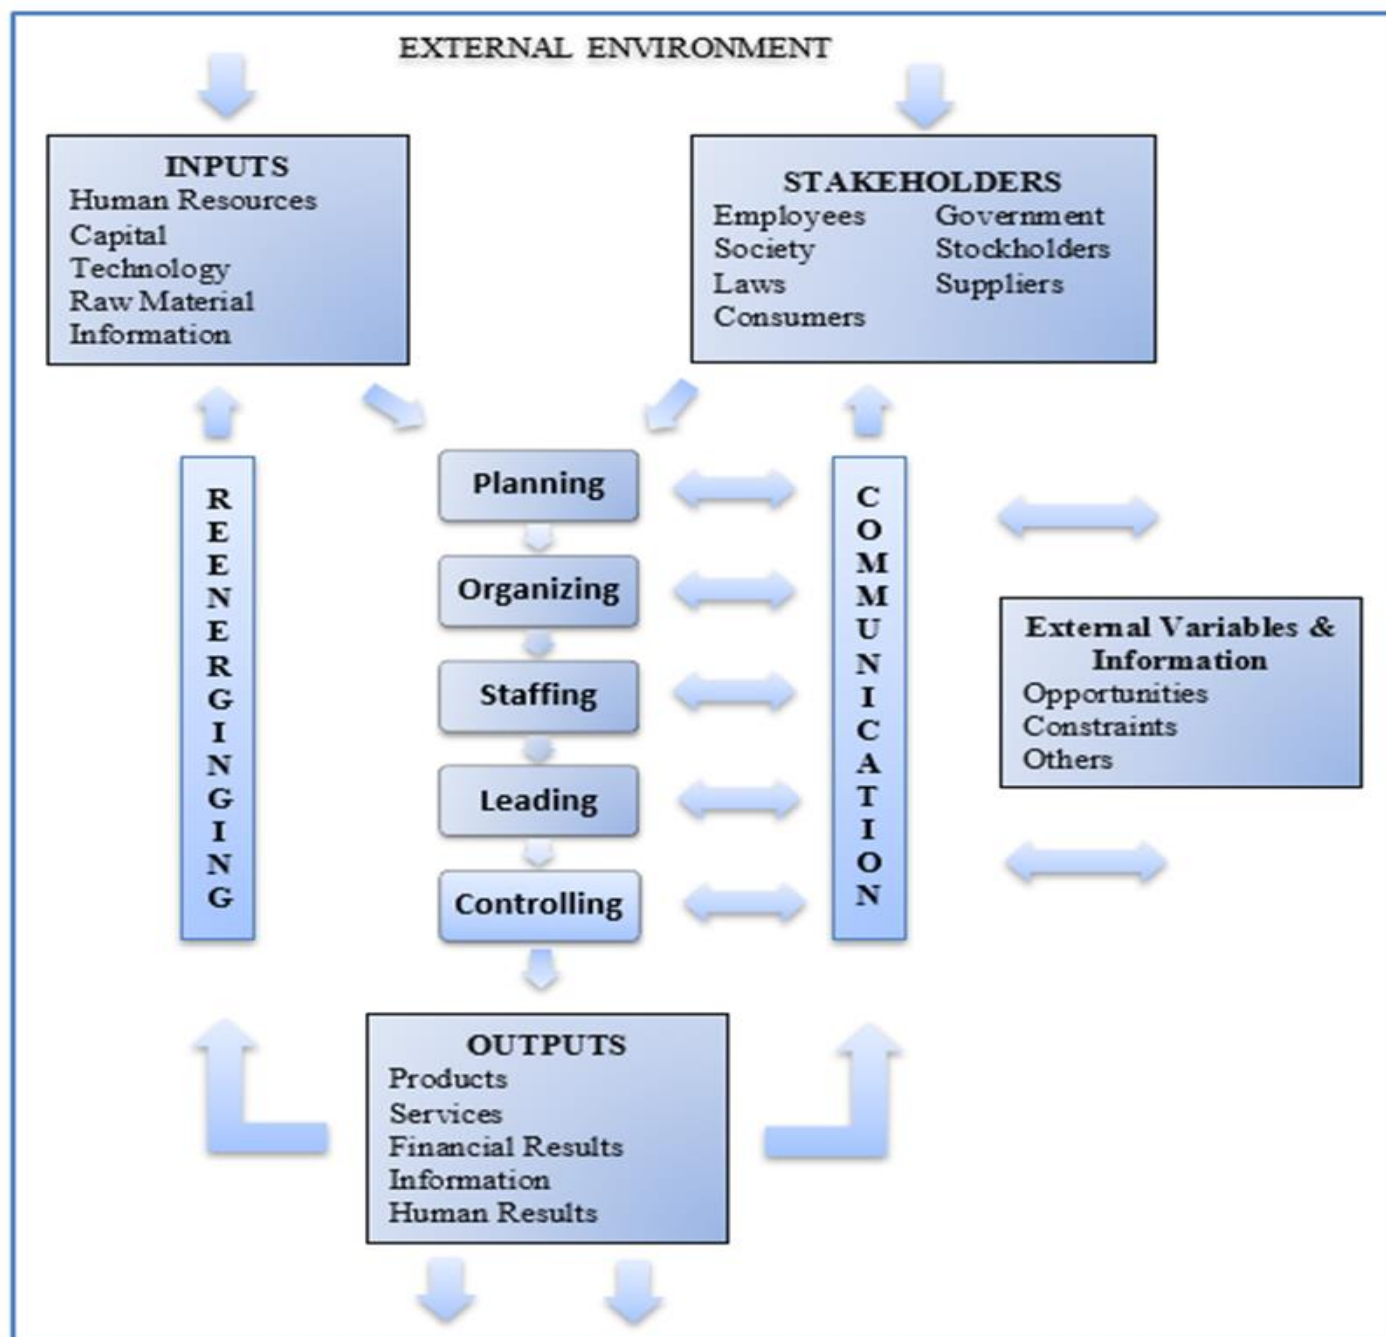 EXTERNAL ENVIRONMENT
INPUTS
Human Resources
Capital
Technology
Raw Material
Information
STAKEHOLDERS
Employees Government
Society Stockholders
Laws Suppliers
Consumers
REENERGINGING
Planning
Organizing
Staffing
Leading
Controlling
COMMUNICATION
External Variables &
Information
Opportunities
Constraints
Others
OUTPUTS
Products
Services
Financial Results
Information
Human Results